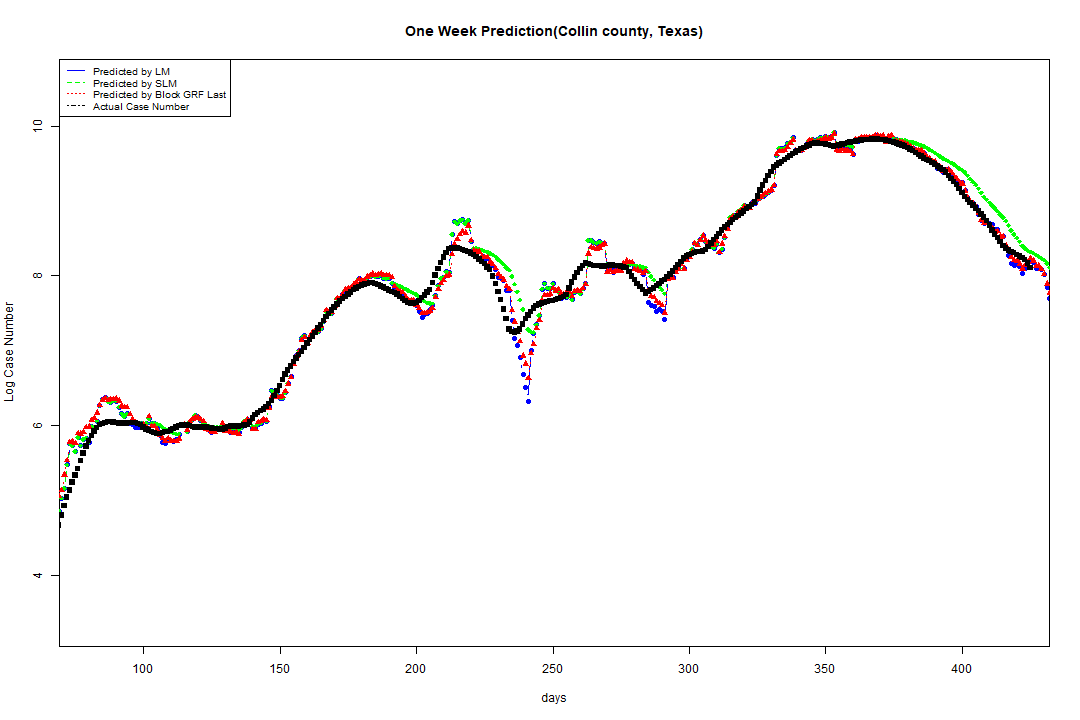 One Week Prediction(Collin county, Texas)
Predicted by LM
Predicted by SLM
Predicted by Block GRF Last
Actual Case Number
10
8
6
4
Log Case Number
100 150 200 250 300 350 400
days